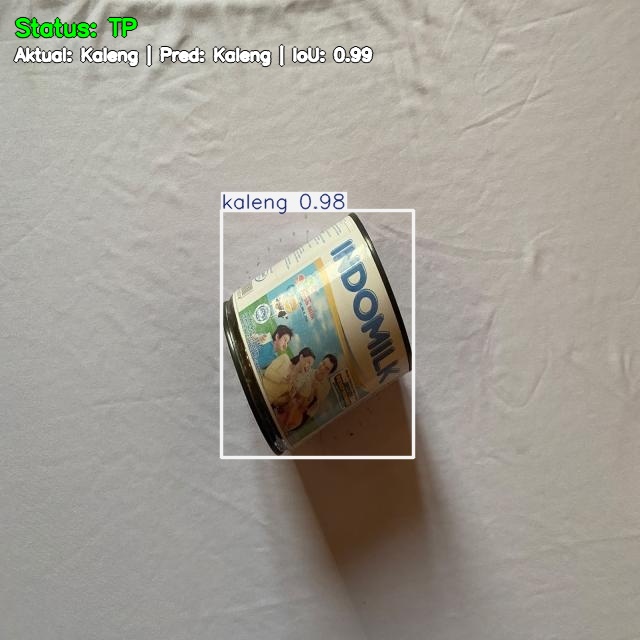 Status: TP
Aktual: Kaleng | Pred: Kaleng | IoU: 0.99
kaleng 0.98
INDOMILK